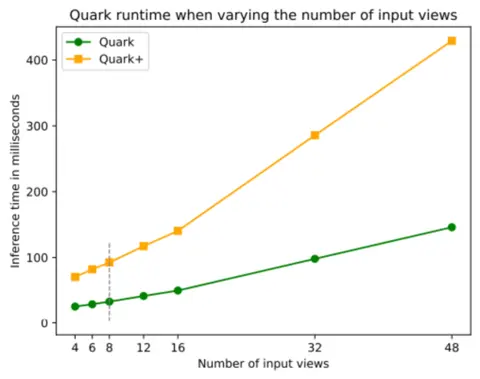 Quark runtime when varying the number of input views
Quark
Quark+
Inference time in milliseconds
400
300
200
100
0
4 6 8 12 16 32 48
Number of input views